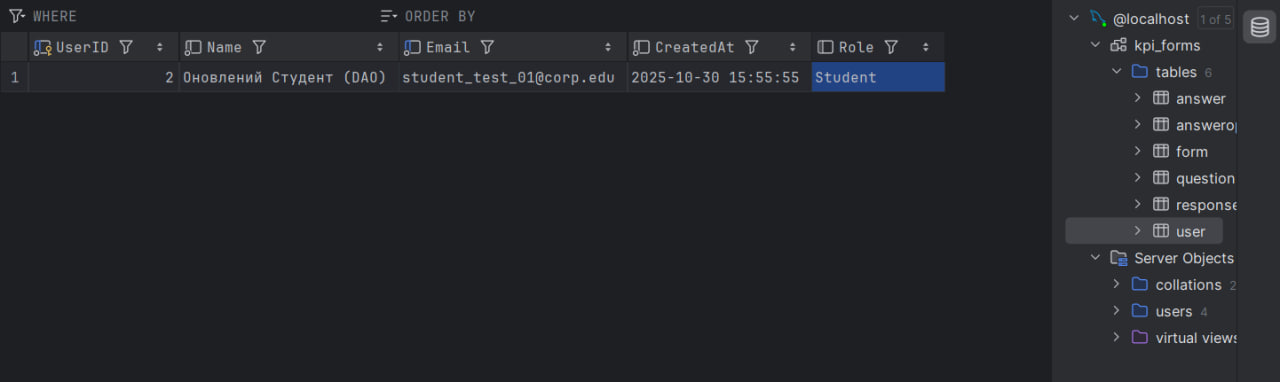 WHERE ORDER BY
UserID Name Email CreatedAt Role
1 2 Оновлений Студент (DAO) student_test_01@corp.edu 2025-10-30 15:55:55 Student
@localhost 1 of 5
kpi_forms
tables 6
answer
answerop
form
question
response
user
Server Objects
collations 2
users 4
virtual views